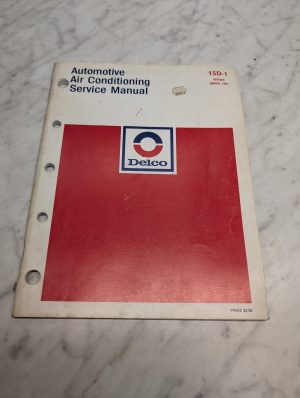 Automotive
Air Conditioning
Service Manual
15D-1
Delco